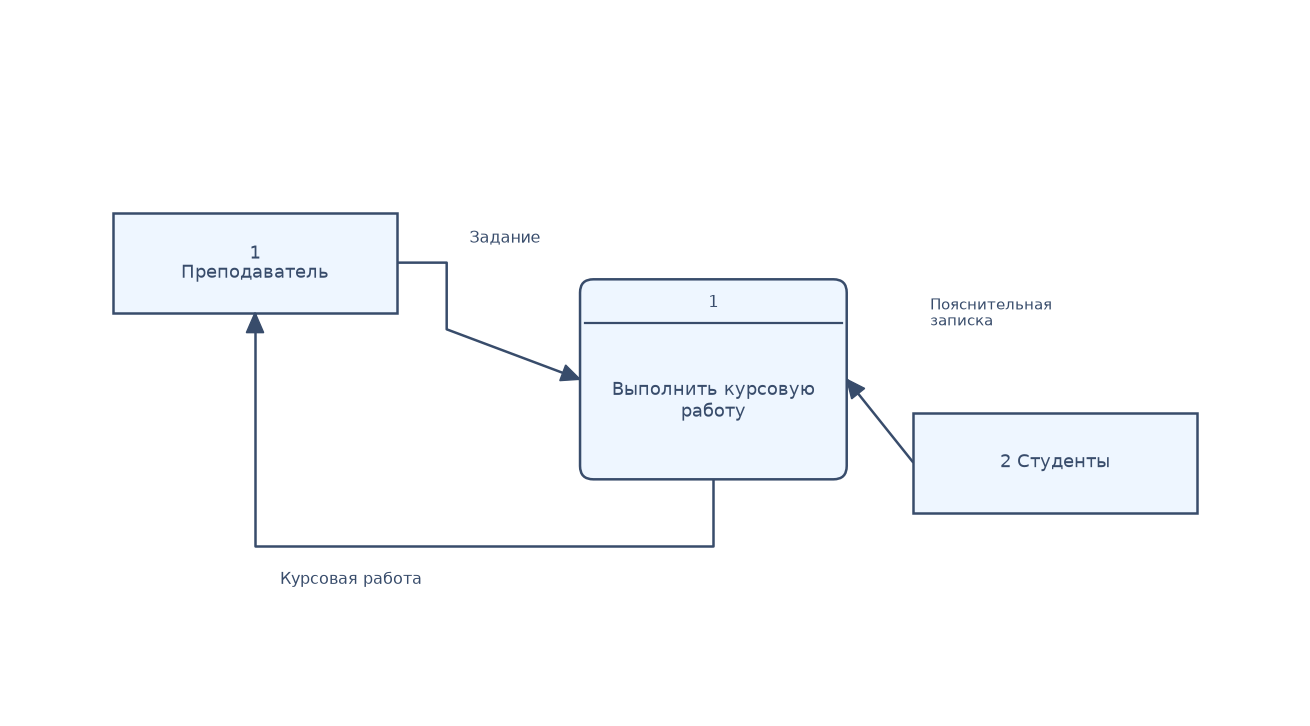 1
Преподаватель
Задание
1
Выполнить курсовую
работу
Пояснительная
записка
2 Студенты
Курсовая работа